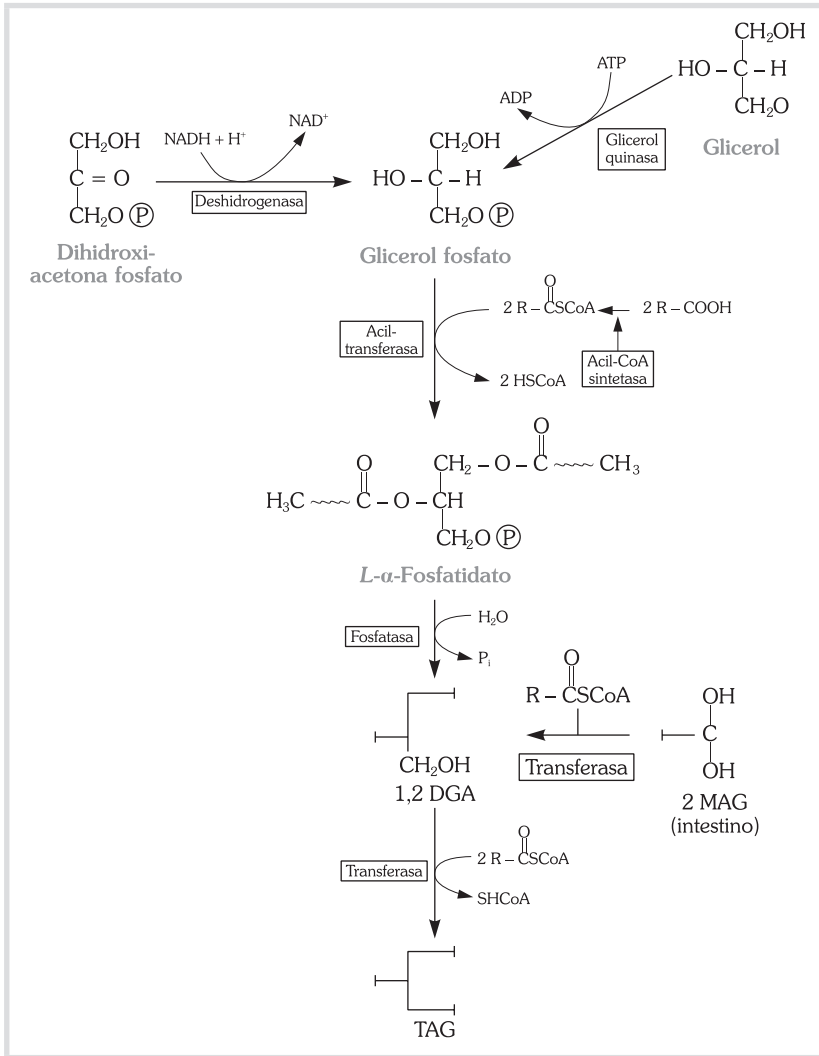 CH₂OH
HO – C – H
CH₂O
Glicerol
ATP
ADP
Glicerol
quinasa
NADH + H⁺
NAD⁺
Deshidrogenasa
CH₂OH
C = O
CH₂O Ⓟ
Dihidroxi-
acetona fosfato
CH₂OH
HO – C – H
CH₂O Ⓟ
Glicerol fosfato
Acil-
transferasa
O
2 R – CSCoA
2 R – COOH
2 HSCoA
Acil-CoA
sintetasa
O
CH₂ – O – C ~~~~ CH₃
O
H₃C ~~~~ C – O – CH
CH₂O Ⓟ
L-α-Fosfatidato
Fosfatasa
H₂O
Pᵢ
CH₂OH
1,2 DGA
O
R – CSCoA
Transferasa
OH
C
OH
2 MAG
(intestino)
Transferasa
O
2 R – CSCoA
SHCoA
TAG